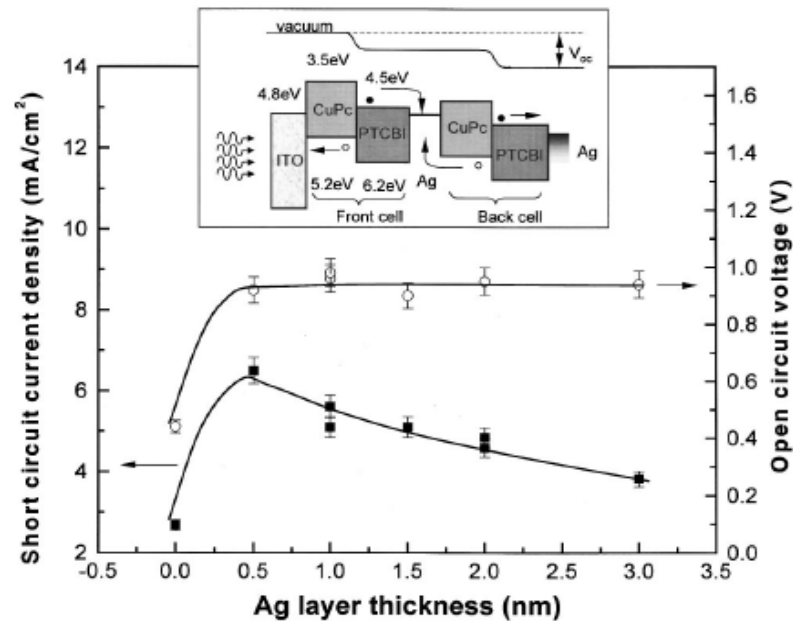 vacuum
V_oc
3.5eV
4.5eV
4.8eV
CuPc
PTCBI
CuPc
PTCBI
Ag
ITO
Ag
5.2eV
6.2eV
Front cell
Back cell
Short circuit current density (mA/cm²)
14
12
10
8
6
4
2
Open circuit voltage (V)
1.6
1.4
1.2
1.0
0.8
0.6
0.4
0.2
0.0
-0.5
0.0
0.5
1.0
1.5
2.0
2.5
3.0
3.5
Ag layer thickness (nm)